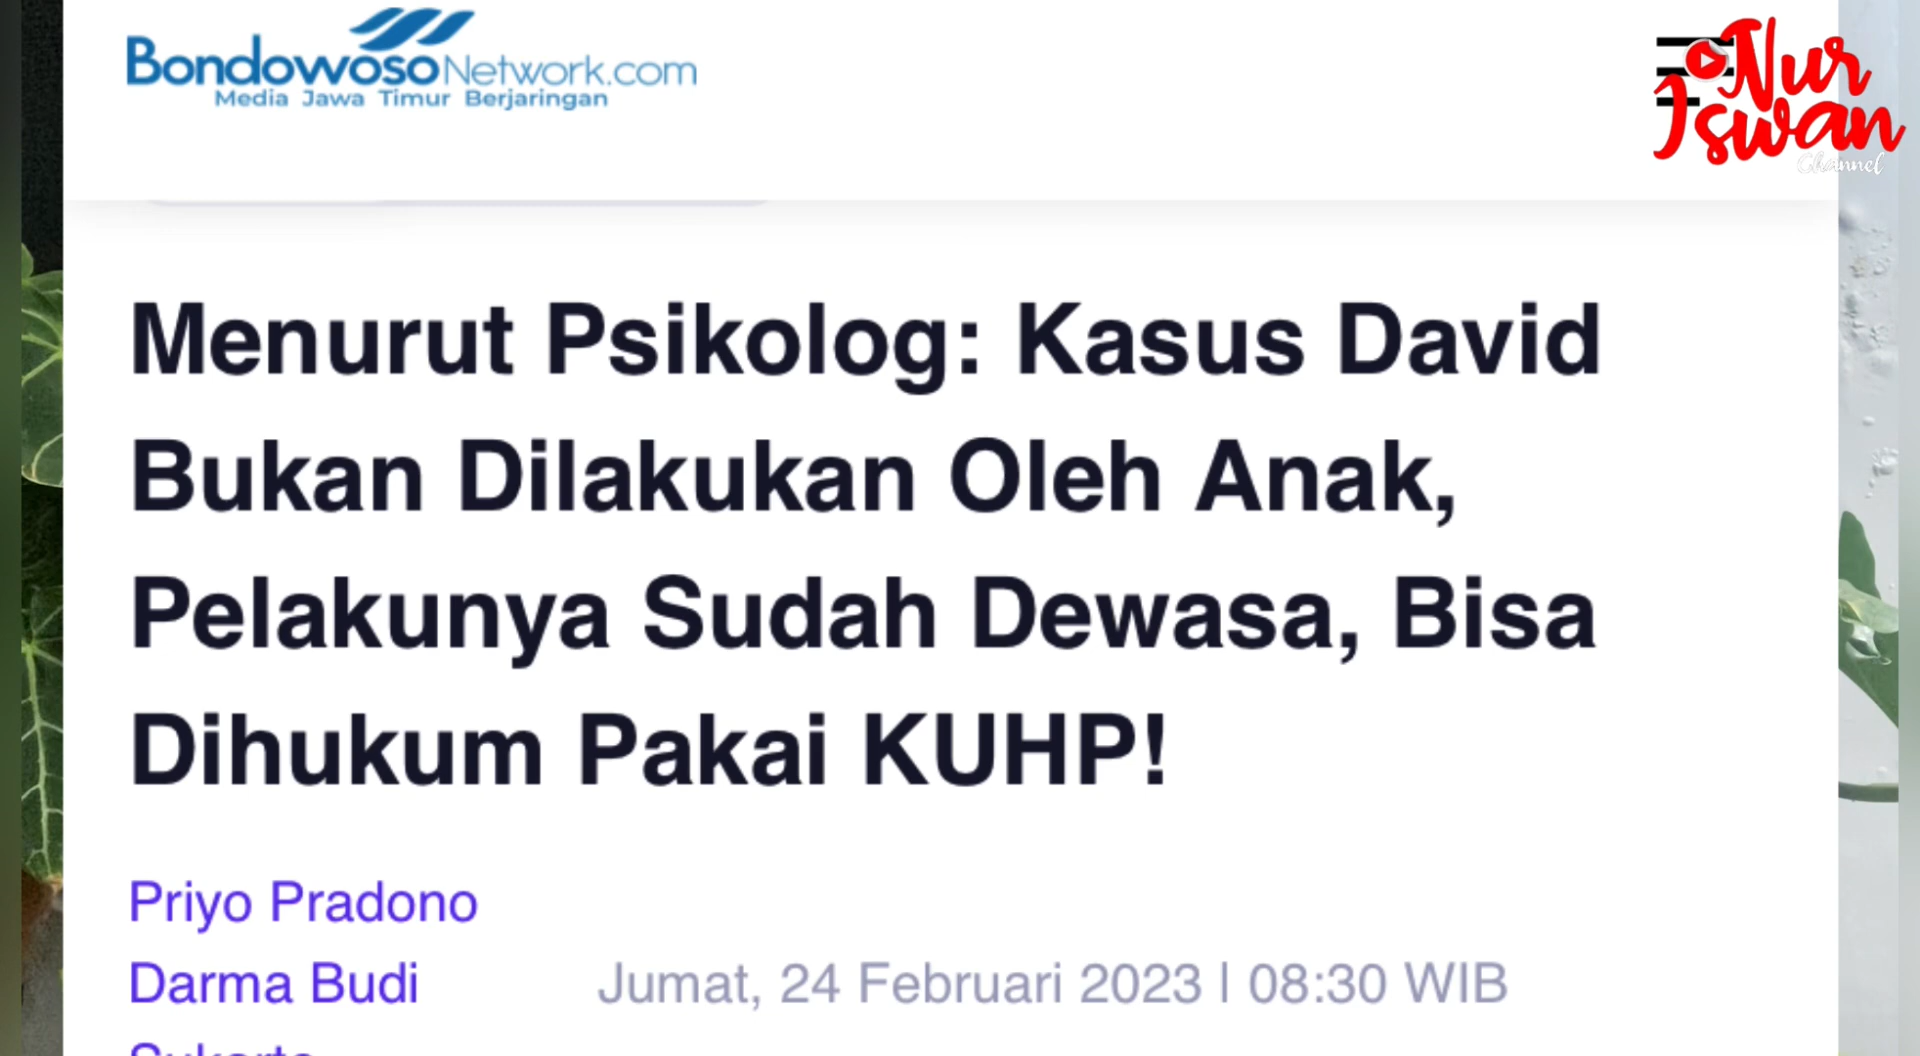 BondowosoNetwork.com
Media Jawa Timur Berjaringan
Nur
Iswan
Channel
Menurut Psikolog: Kasus David
Bukan Dilakukan Oleh Anak,
Pelakunya Sudah Dewasa, Bisa
Dihukum Pakai KUHP!
Priyo Pradono
Darma Budi
Jumat, 24 Februari 2023 | 08:30 WIB